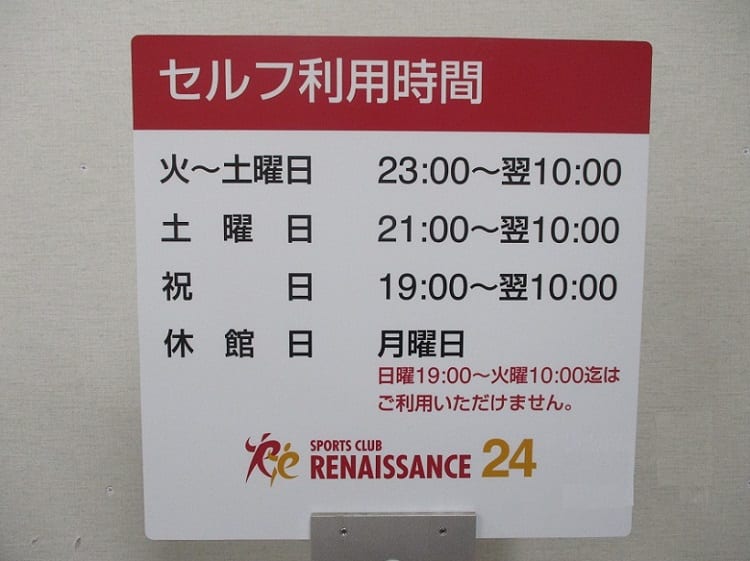 セルフ利用時間
火～土曜日 23:00～翌10:00
土曜日 21:00～翌10:00
祝日 19:00～翌10:00
休館日 月曜日
日曜19:00～火曜10:00迄は
ご利用いただけません。
SPORTS CLUB
RENAISSANCE 24